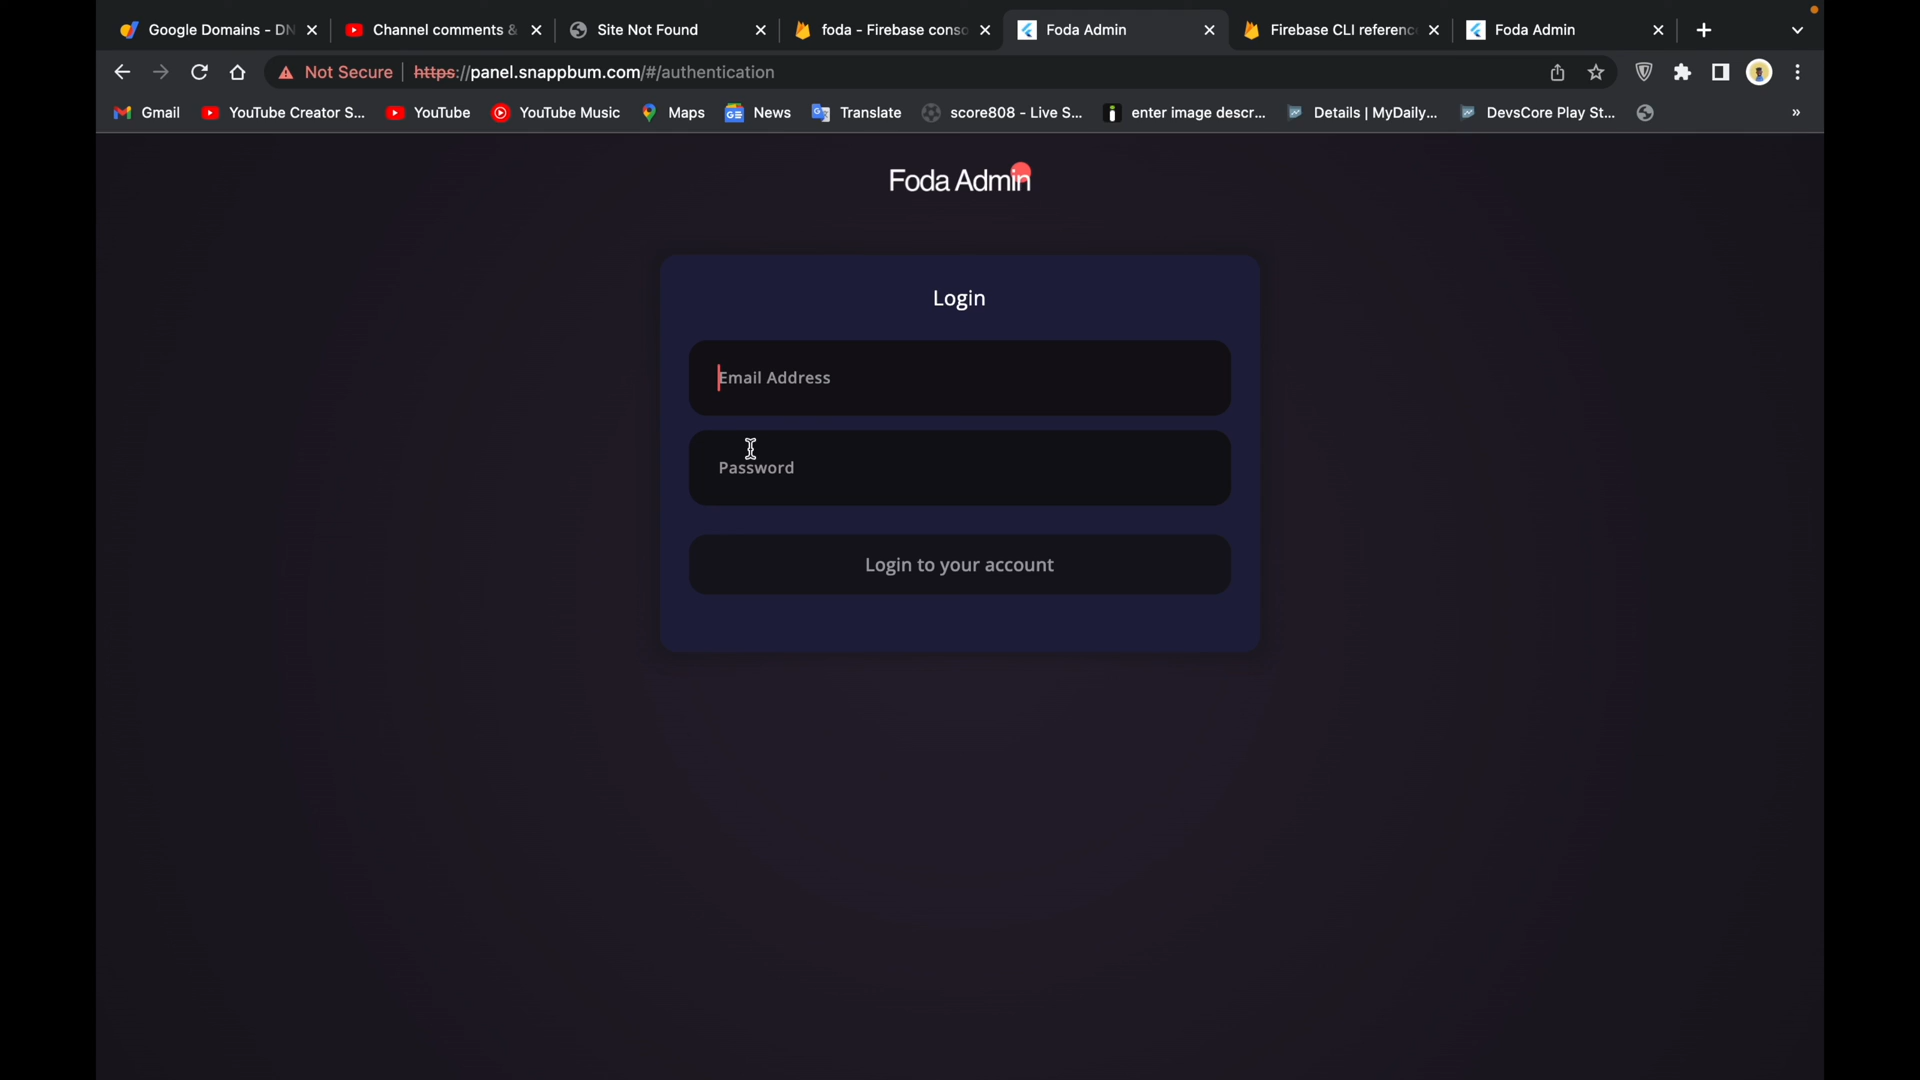 Google Domains - DN
Channel comments &
Site Not Found
foda - Firebase conso
Foda Admin
Firebase CLI referenc
Foda Admin
Not Secure
https://panel.snappbum.com/#/authentication
Gmail
YouTube Creator S...
YouTube
YouTube Music
Maps
News
Translate
score808 - Live S...
enter image descr...
Details | MyDaily...
DevsCore Play St...
»
Foda Admin
Login
Email Address
Password
Login to your account